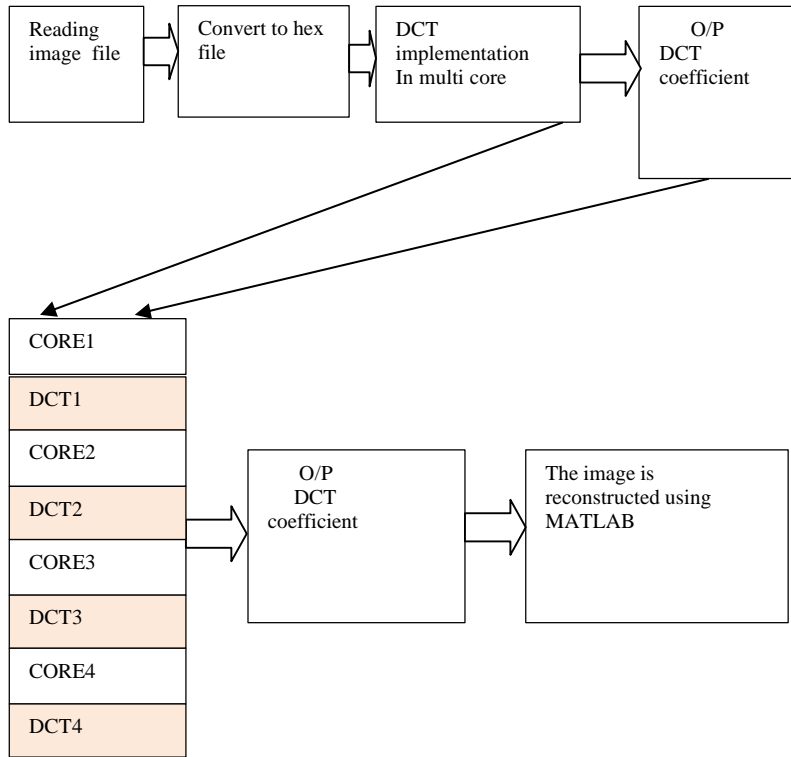 Reading
image file
Convert to hex
file
DCT
implementation
In multi core
O/P
DCT
coefficient
CORE1
DCT1
CORE2
DCT2
CORE3
DCT3
CORE4
DCT4
O/P
DCT
coefficient
The image is
reconstructed using
MATLAB